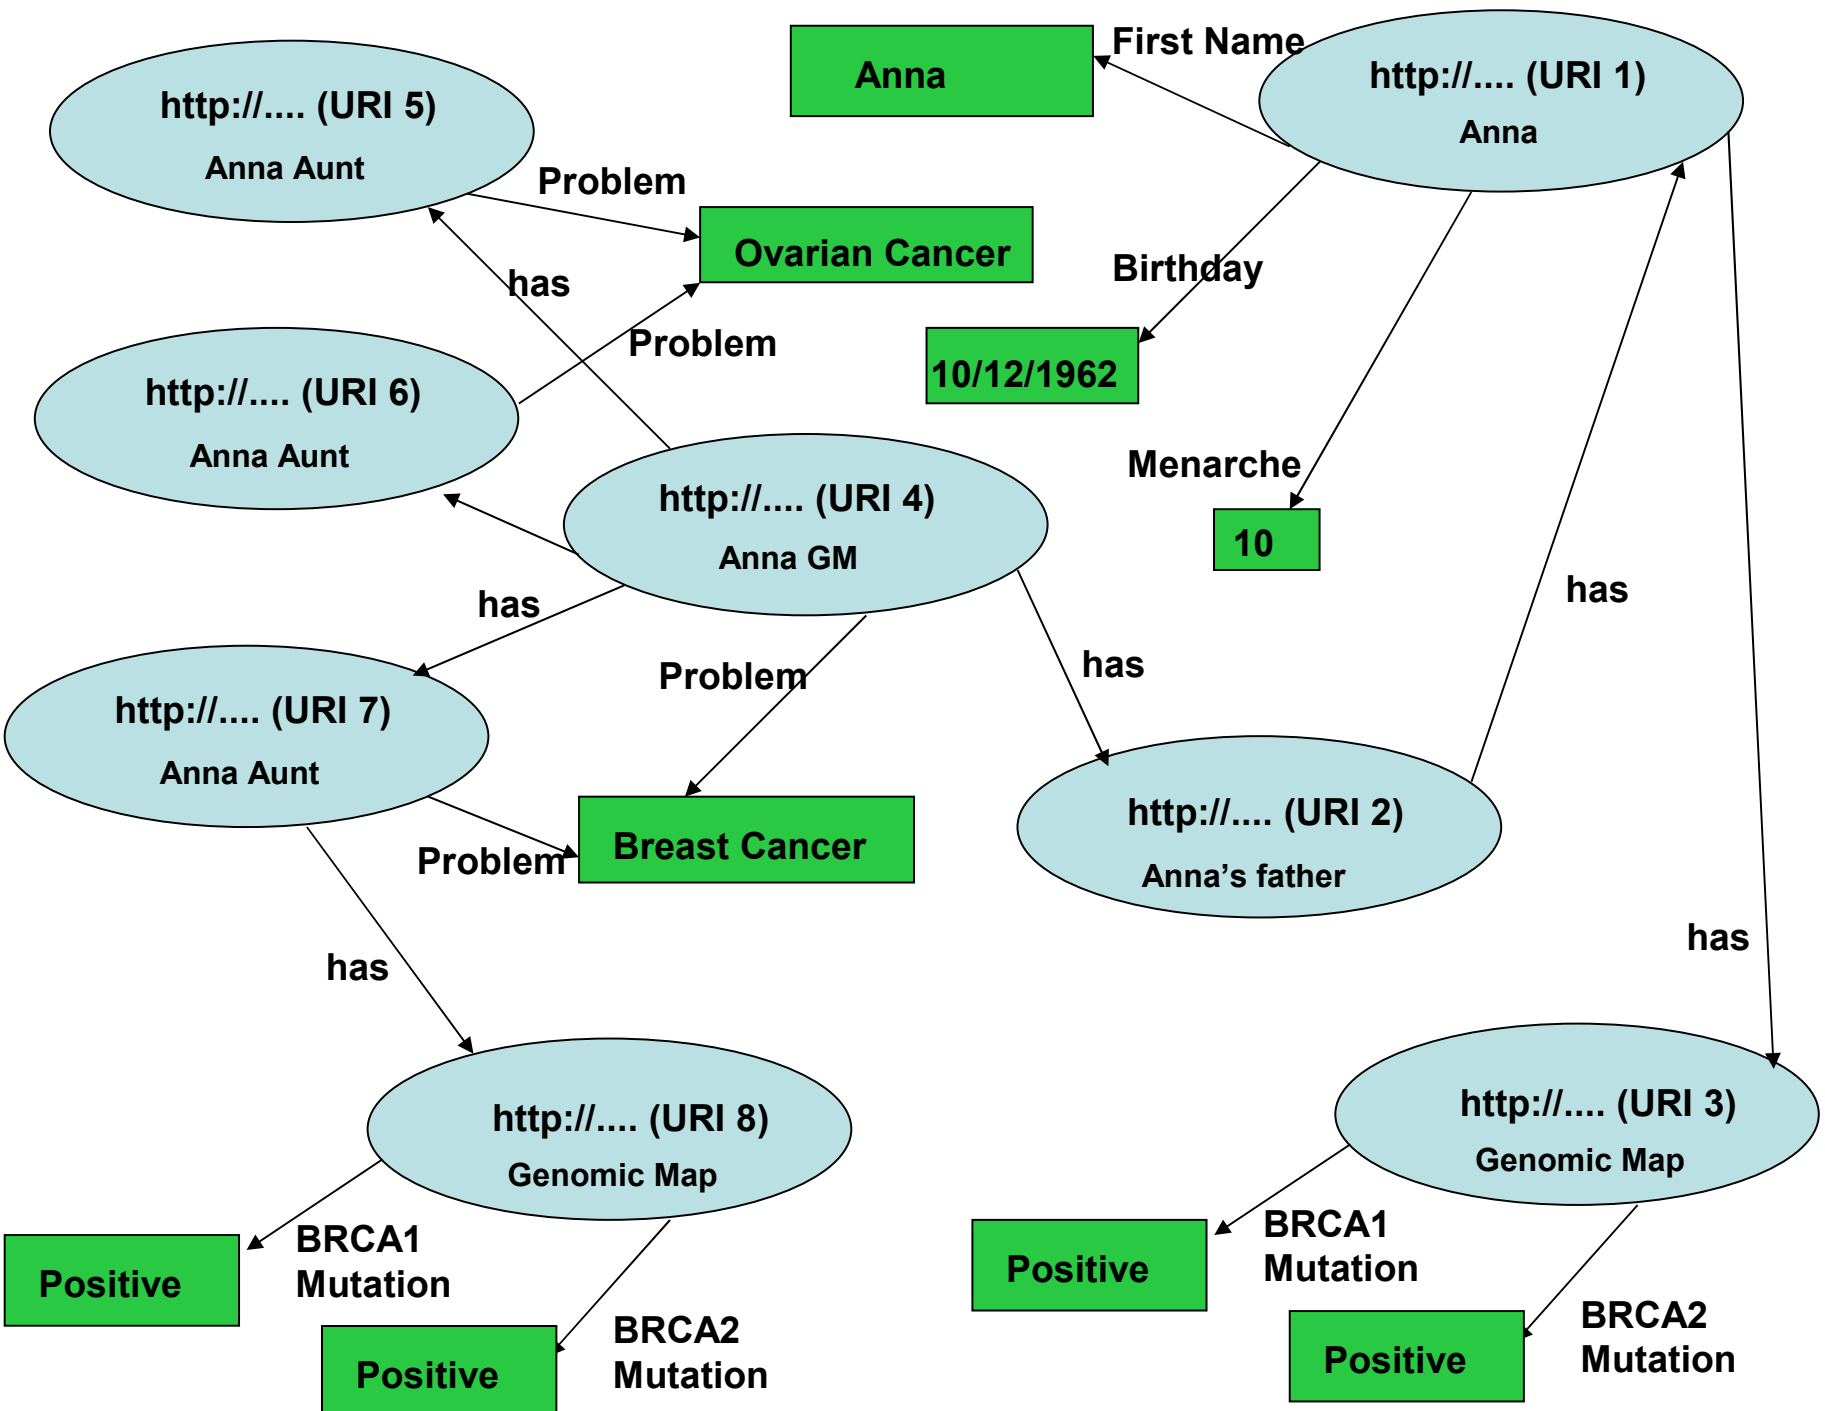 First Name
http://.... (URI 1)
Anna
Anna
http://.... (URI 5)
Anna Aunt
Problem
Ovarian Cancer
has
Birthday
Problem
10/12/1962
http://.... (URI 6)
Anna Aunt
Menarche
http://.... (URI 4)
Anna GM
10
has
has
Problem
has
http://.... (URI 7)
Anna Aunt
Breast Cancer
Problem
http://.... (URI 2)
Anna’s father
has
has
http://.... (URI 8)
Genomic Map
http://.... (URI 3)
Genomic Map
BRCA1
Mutation
Positive
BRCA2
Mutation
Positive
BRCA1
Mutation
Positive
BRCA2
Mutation
Positive